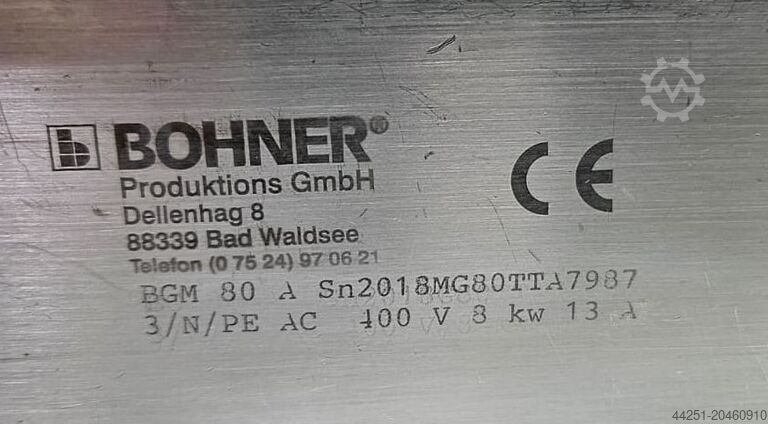 b BOHNER®
Produktions GmbH
Dellenhag 8
88339 Bad Waldsee
Telefon (0 75 24) 97 06 21
BGM 80 A Sn2018MG80TTA7987
3/N/PE AC 400 V 8 kw 13 A
CE
44251-20460910